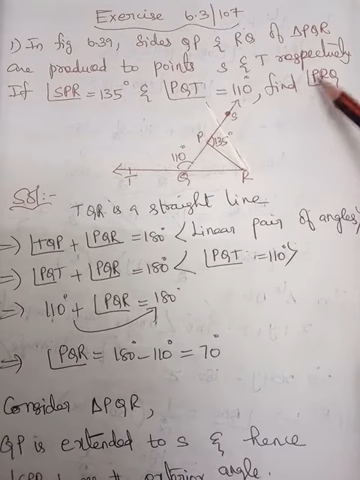 Exercise 6.3/107
1) In fig 6.39, sides QP & RQ of ΔPQR
are produced to points S & T respectively
If ∠SPR = 135° & ∠PQT = 110°, find ∠PRQ
S
P 135°
110°
T Q R
Sol:-
TQR is a straight line.
⇒ ∠TQP + ∠PQR = 180° < Linear pair of angles)
⇒ ∠PQT + ∠PQR = 180° < ∠PQT = 110°)
⇒ 110° + ∠PQR = 180°
⇒ ∠PQR = 180° - 110° = 70°
Consider ΔPQR,
QP is extended to S & hence
exterior angle.